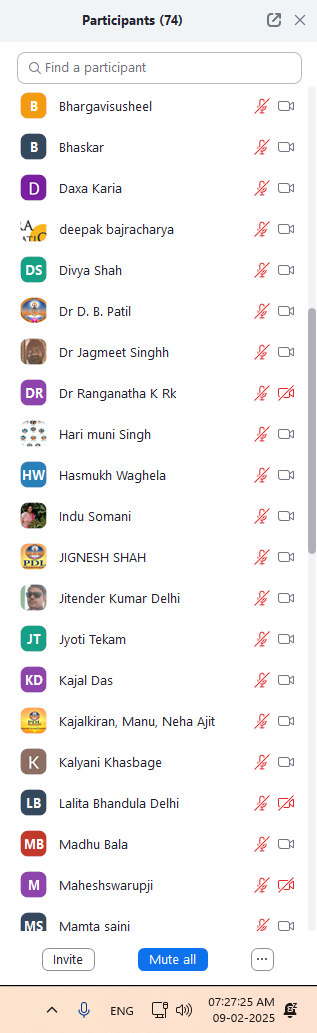 Participants (74)
Find a participant
B Bhargavisusheel
B Bhaskar
D Daxa Karia
deepak bajracharya
DS Divya Shah
Dr D. B. Patil
Dr Jagmeet Singhh
DR Dr Ranganatha K Rk
Hari muni Singh
HW Hasmukh Waghela
Indu Somani
PDL JIGNESH SHAH
Jitender Kumar Delhi
JT Jyoti Tekam
KD Kajal Das
PDL Kajalkiran, Manu, Neha Ajit
K Kalyani Khasbage
LB Lalita Bhandula Delhi
MB Madhu Bala
M Maheshswarupji
MS Mamta saini
Invite Mute all ...
ENG 07:27:25 AM
09-02-2025